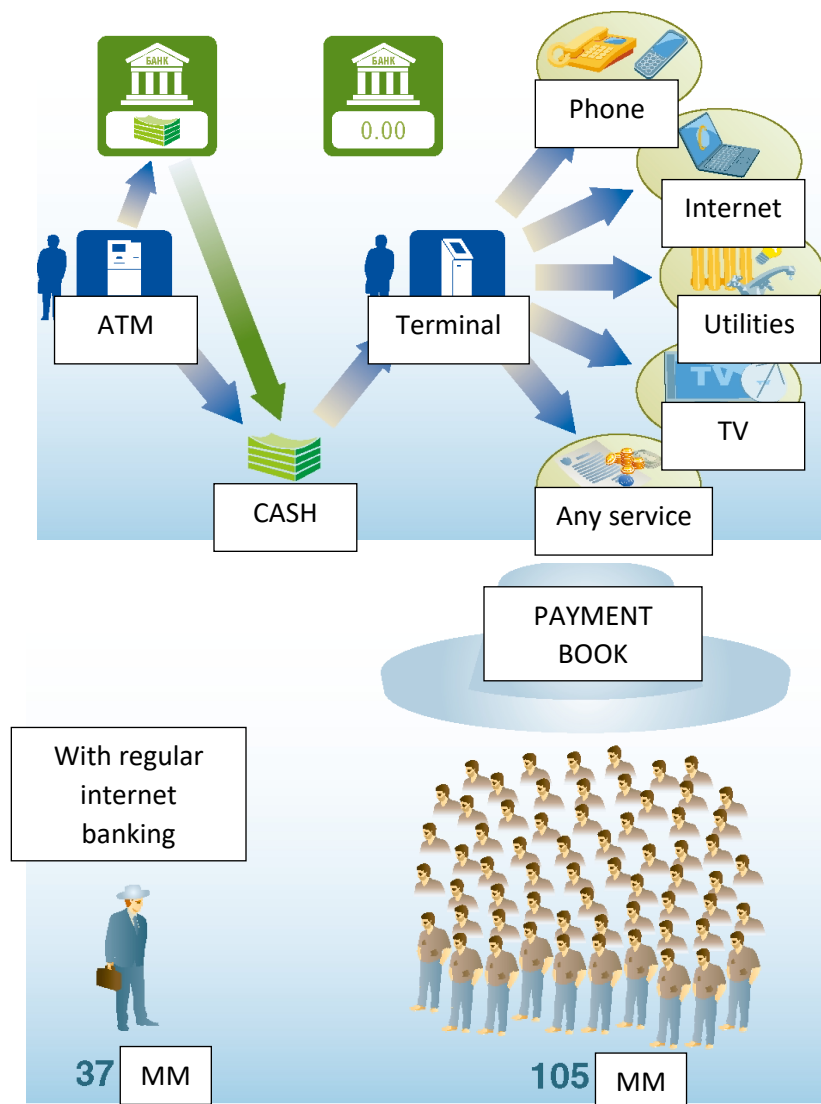 БАНК
БАНК
0.00
Phone
Internet
ATM
Terminal
Utilities
TV
TV
CASH
Any service
PAYMENT
BOOK
With regular
internet
banking
37 MM
105 MM